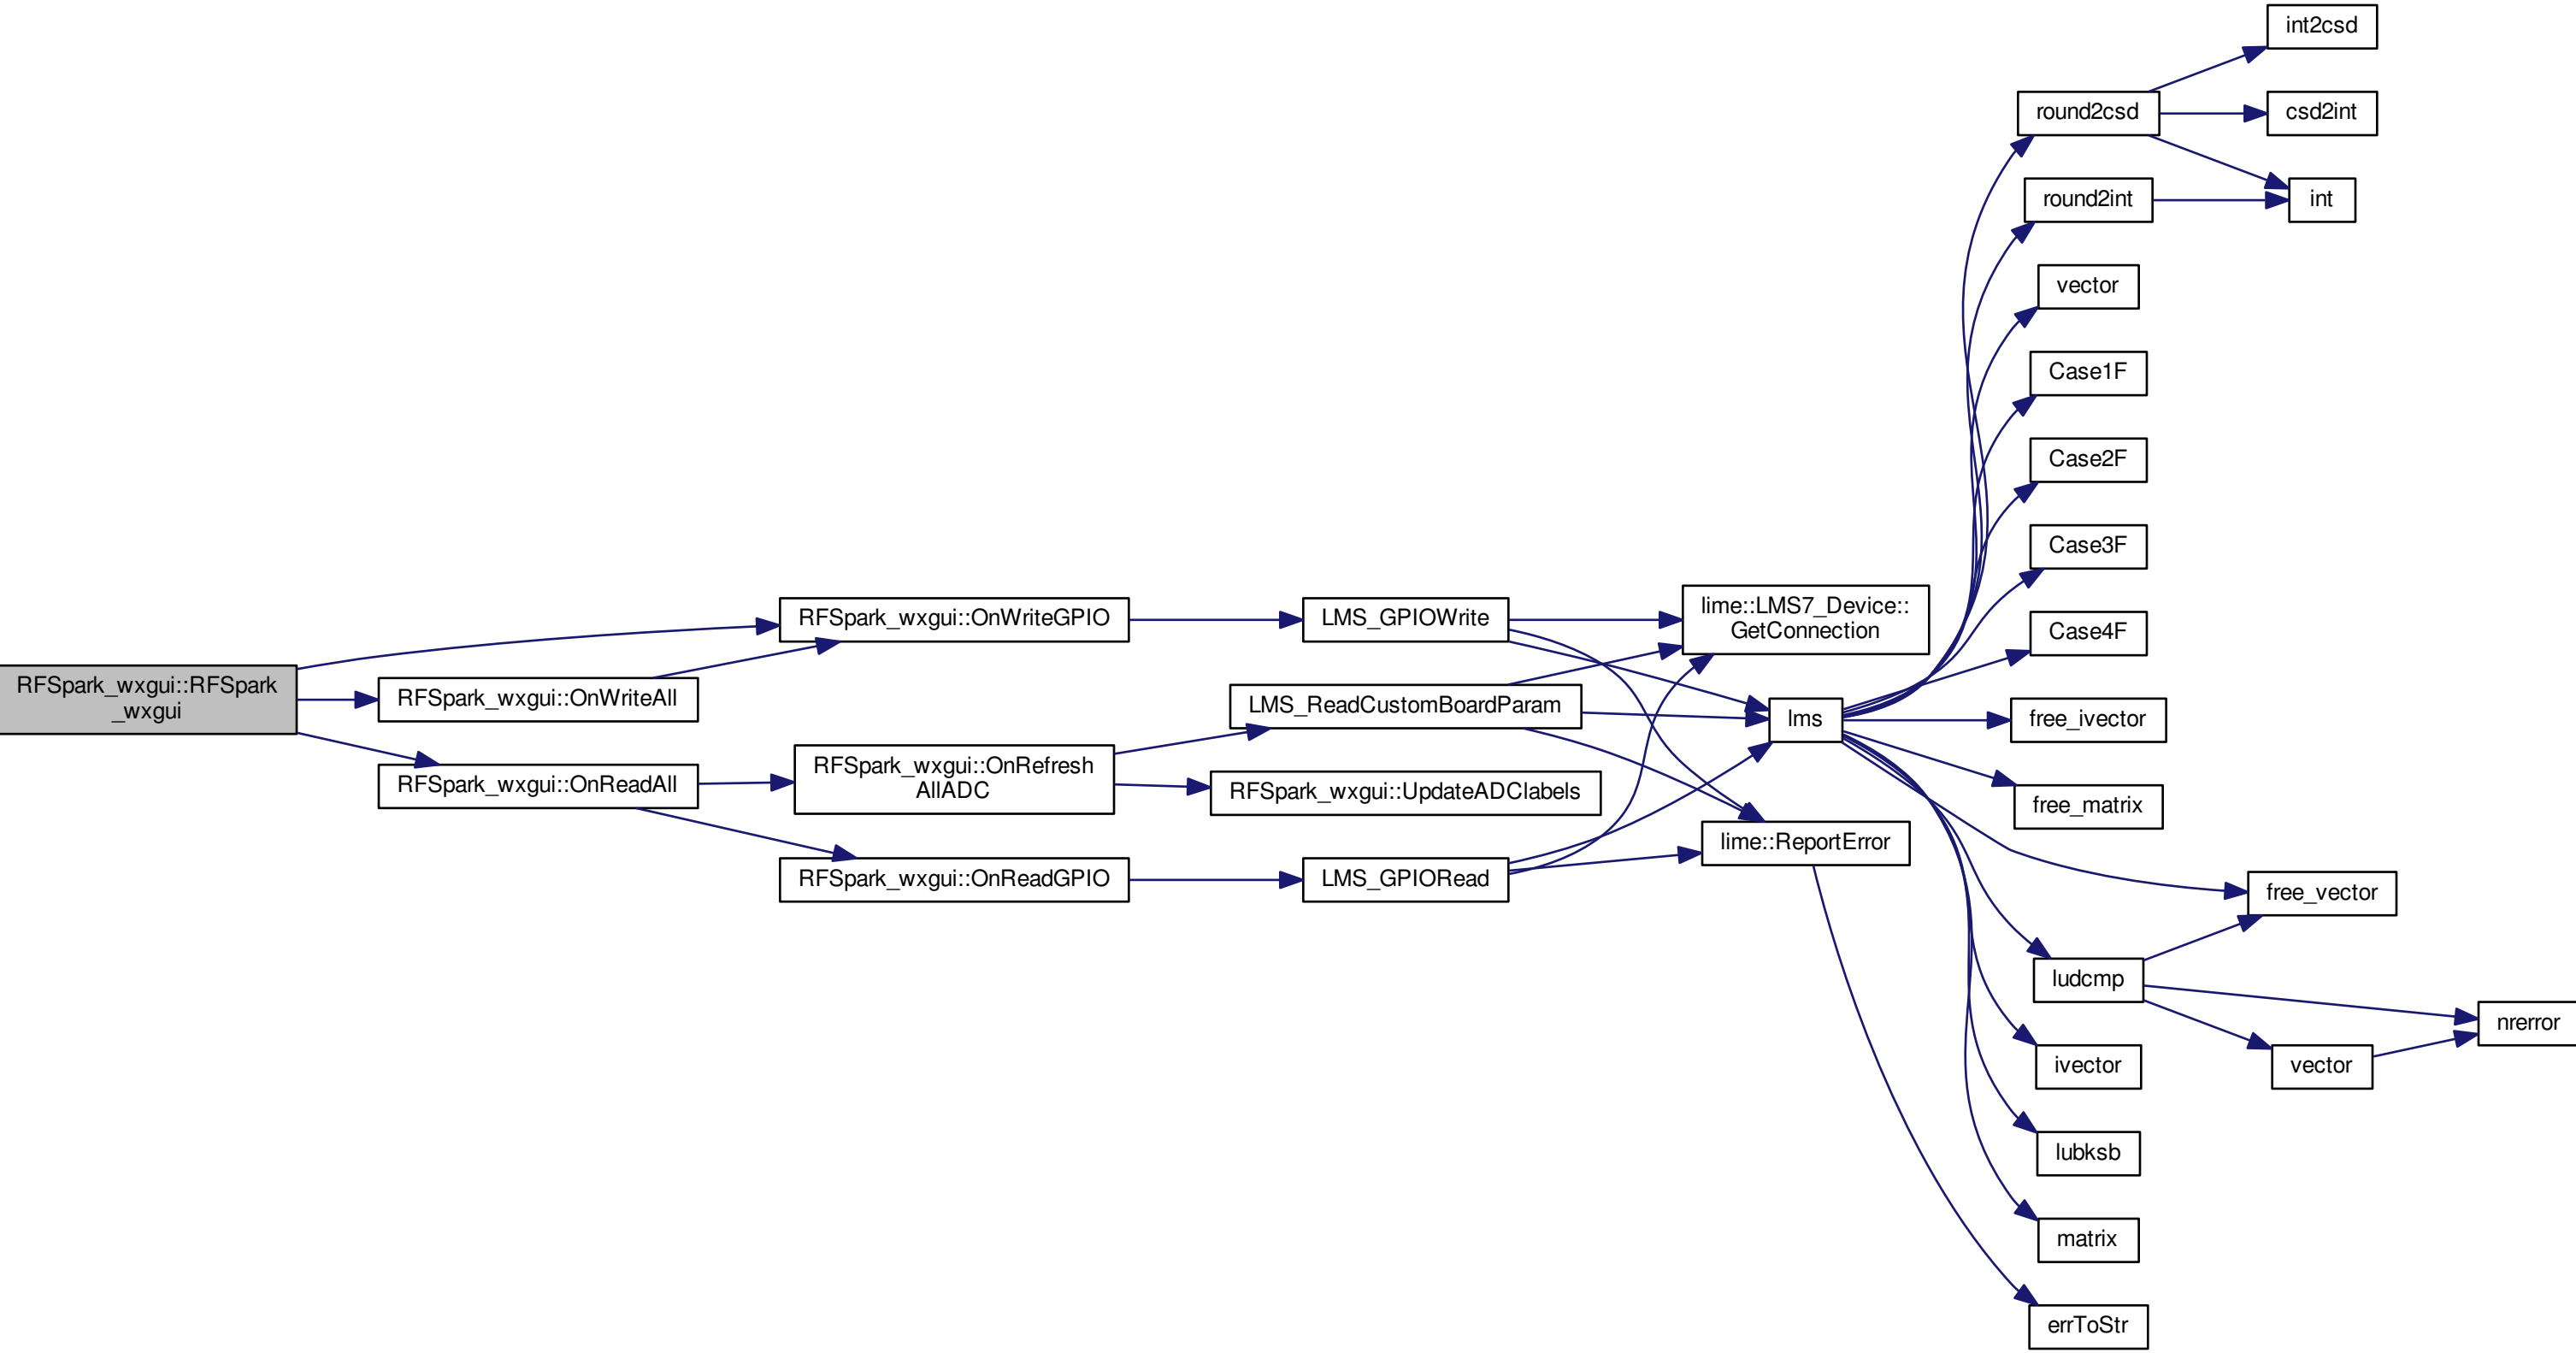 RFSpark_wxgui::RFSpark
_wxgui
RFSpark_wxgui::OnWriteAll
RFSpark_wxgui::OnReadAll
RFSpark_wxgui::OnWriteGPIO
RFSpark_wxgui::OnRefresh
AllADC
RFSpark_wxgui::OnReadGPIO
LMS_GPIOWrite
LMS_ReadCustomBoardParam
RFSpark_wxgui::UpdateADClabels
LMS_GPIORead
lime::LMS7_Device::
GetConnection
lms
lime::ReportError
round2csd
round2int
vector
Case1F
Case2F
Case3F
Case4F
free_ivector
free_matrix
ludcmp
ivector
lubksb
matrix
errToStr
int2csd
csd2int
int
free_vector
vector
nrerror